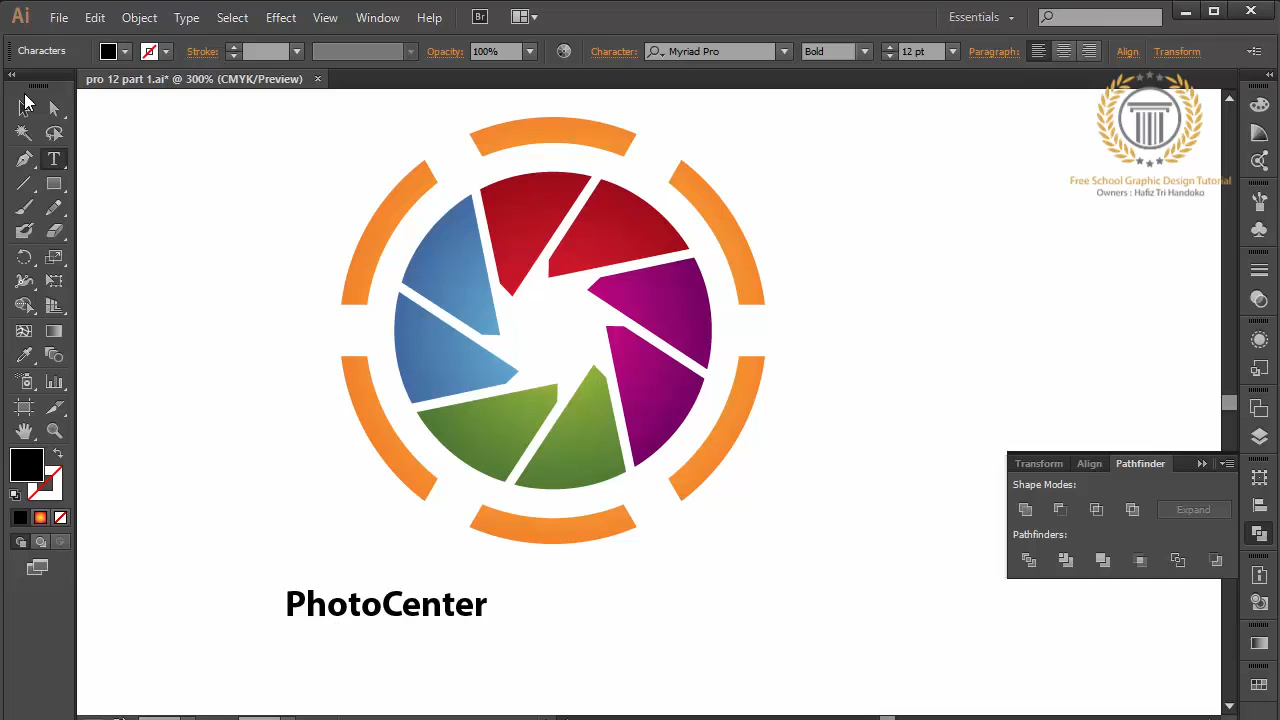 Ai File Edit Object Type Select Effect View Window Help Br Essentials
Characters Stroke: Opacity: 100% Character: Myriad Pro Bold 12 pt Paragraph: Align Transform
pro 12 part 1.ai* @ 300% (CMYK/Preview)
Free School Graphic Design Tutorial
Owners : Hafiz Tri Handoko
Transform Align Pathfinder
Shape Modes:
Expand
Pathfinders:
PhotoCenter